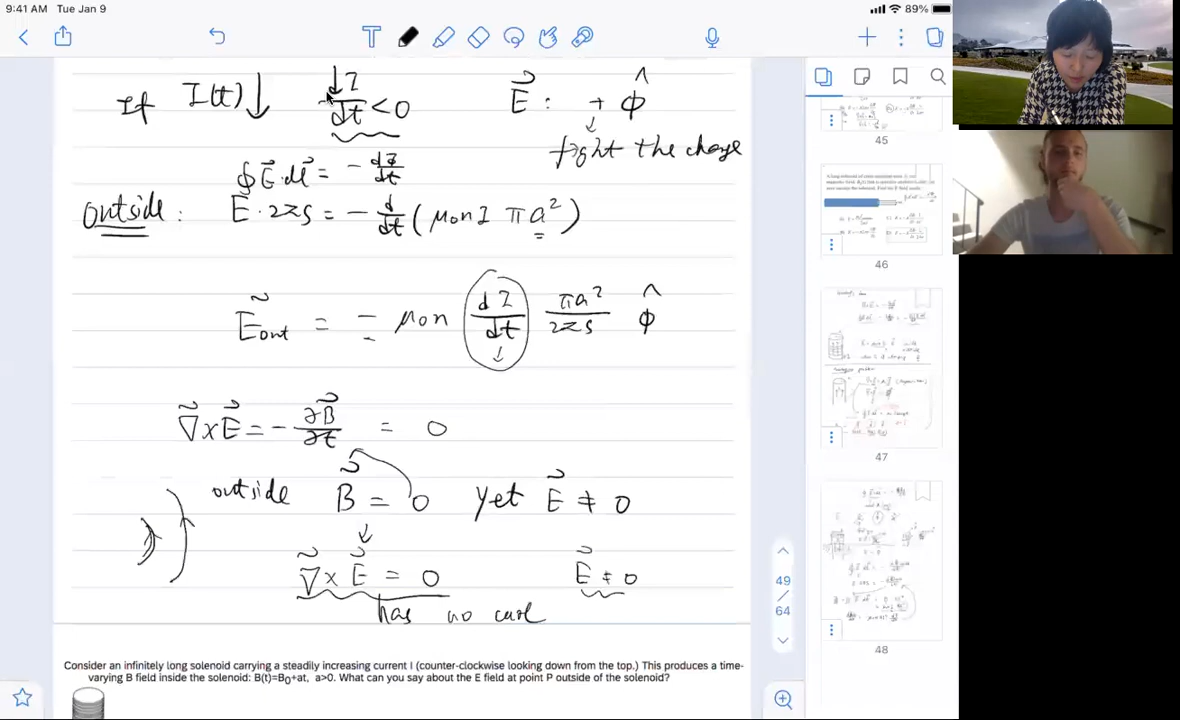 9:41 AM Tue Jan 9
89%
If I(t)↓ dI/dt < 0 E⃗ : + φ̂
↓
fight the change
∮E⃗·dl⃗ = - dΦ/dt
Outside: E·2πs = - d/dt (μ₀nI πa²)
E⃗out = - μ₀n dI/dt πa²/2πs φ̂
∇⃗×E⃗ = - ∂B⃗/∂t = 0
outside B⃗ = 0 yet E⃗ ≠ 0
∇⃗×E⃗ = 0 E⃗ ≠ 0
has no curl
Consider an infinitely long solenoid carrying a steadily increasing current I (counter-clockwise looking down from the top.) This produces a time-
varying B field inside the solenoid: B(t)=B₀+at, a>0. What can you say about the E field at point P outside of the solenoid?
45
46
47
48
49
/
64